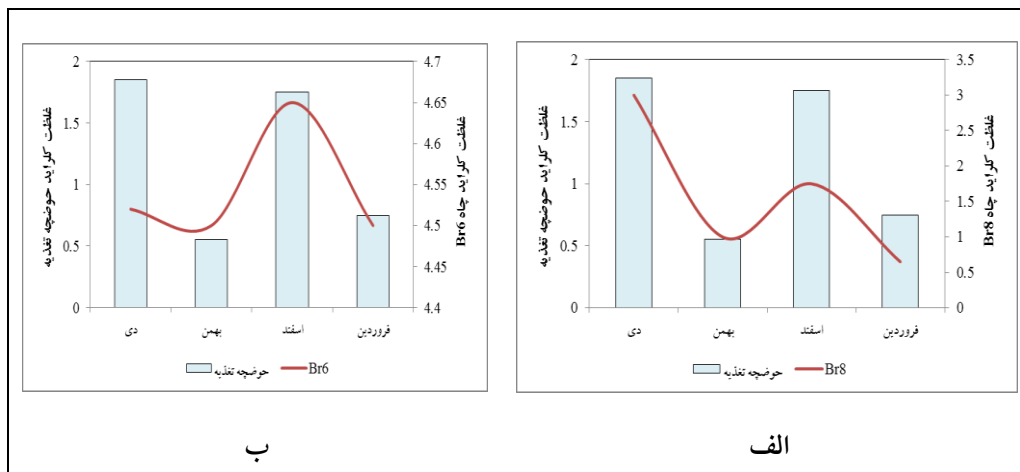 غلظت کلراید حوضچه تغذیه
2
1.5
1
0.5
0
3.5
3
2.5
2
1.5
1
0.5
0
غلظت کلراید چاه Br8
دی
بهمن
اسفند
فروردین
حوضچه تغذیه
Br8
الف
غلظت کلراید حوضچه تغذیه
2
1.5
1
0.5
0
4.7
4.65
4.6
4.55
4.5
4.45
4.4
غلظت کلراید چاه Br6
دی
بهمن
اسفند
فروردین
حوضچه تغذیه
Br6
ب